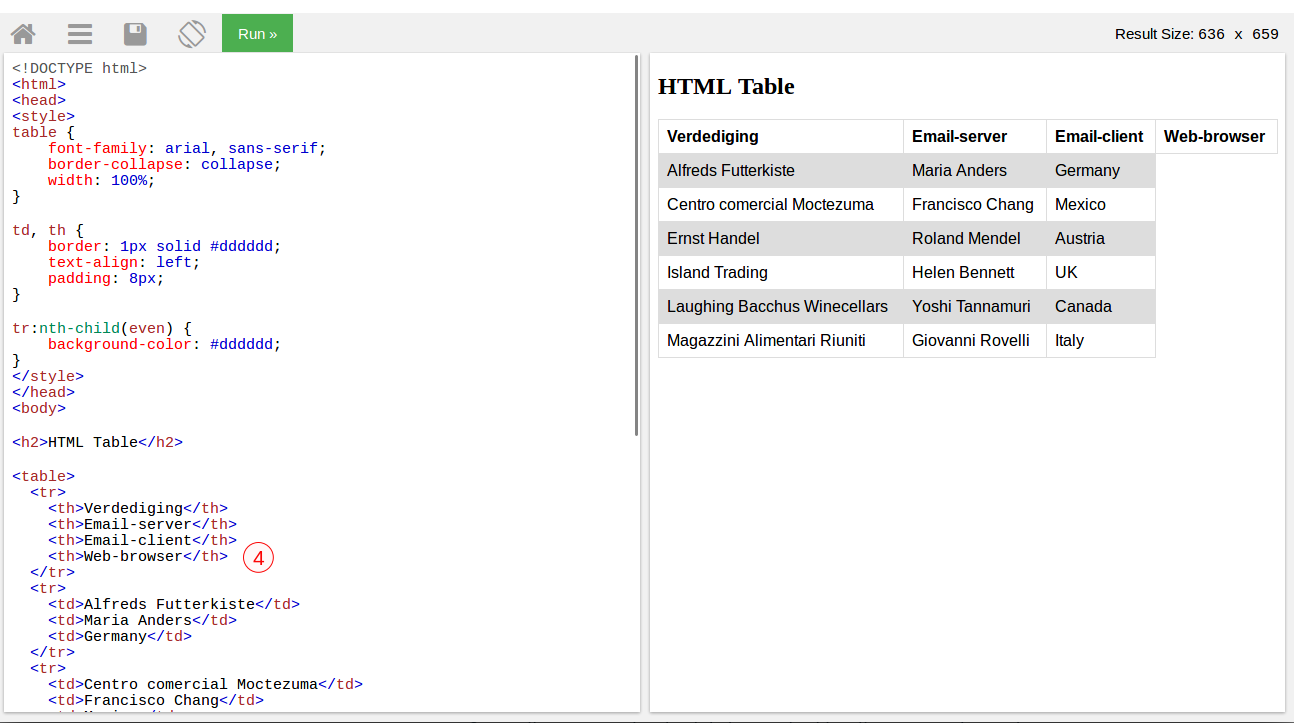 Run »
Result Size: 636 x 659
<!DOCTYPE html>
<html>
<head>
<style>
table {
    font-family: arial, sans-serif;
    border-collapse: collapse;
    width: 100%;
}

td, th {
    border: 1px solid #dddddd;
    text-align: left;
    padding: 8px;
}

tr:nth-child(even) {
    background-color: #dddddd;
}
</style>
</head>
<body>

<h2>HTML Table</h2>

<table>
  <tr>
    <th>Verdediging</th>
    <th>Email-server</th>
    <th>Email-client</th>
    <th>Web-browser</th> 4
  </tr>
  <tr>
    <td>Alfreds Futterkiste</td>
    <td>Maria Anders</td>
    <td>Germany</td>
  </tr>
  <tr>
    <td>Centro comercial Moctezuma</td>
    <td>Francisco Chang</td>
HTML Table
Verdediging Email-server Email-client Web-browser
Alfreds Futterkiste Maria Anders Germany
Centro comercial Moctezuma Francisco Chang Mexico
Ernst Handel Roland Mendel Austria
Island Trading Helen Bennett UK
Laughing Bacchus Winecellars Yoshi Tannamuri Canada
Magazzini Alimentari Riuniti Giovanni Rovelli Italy